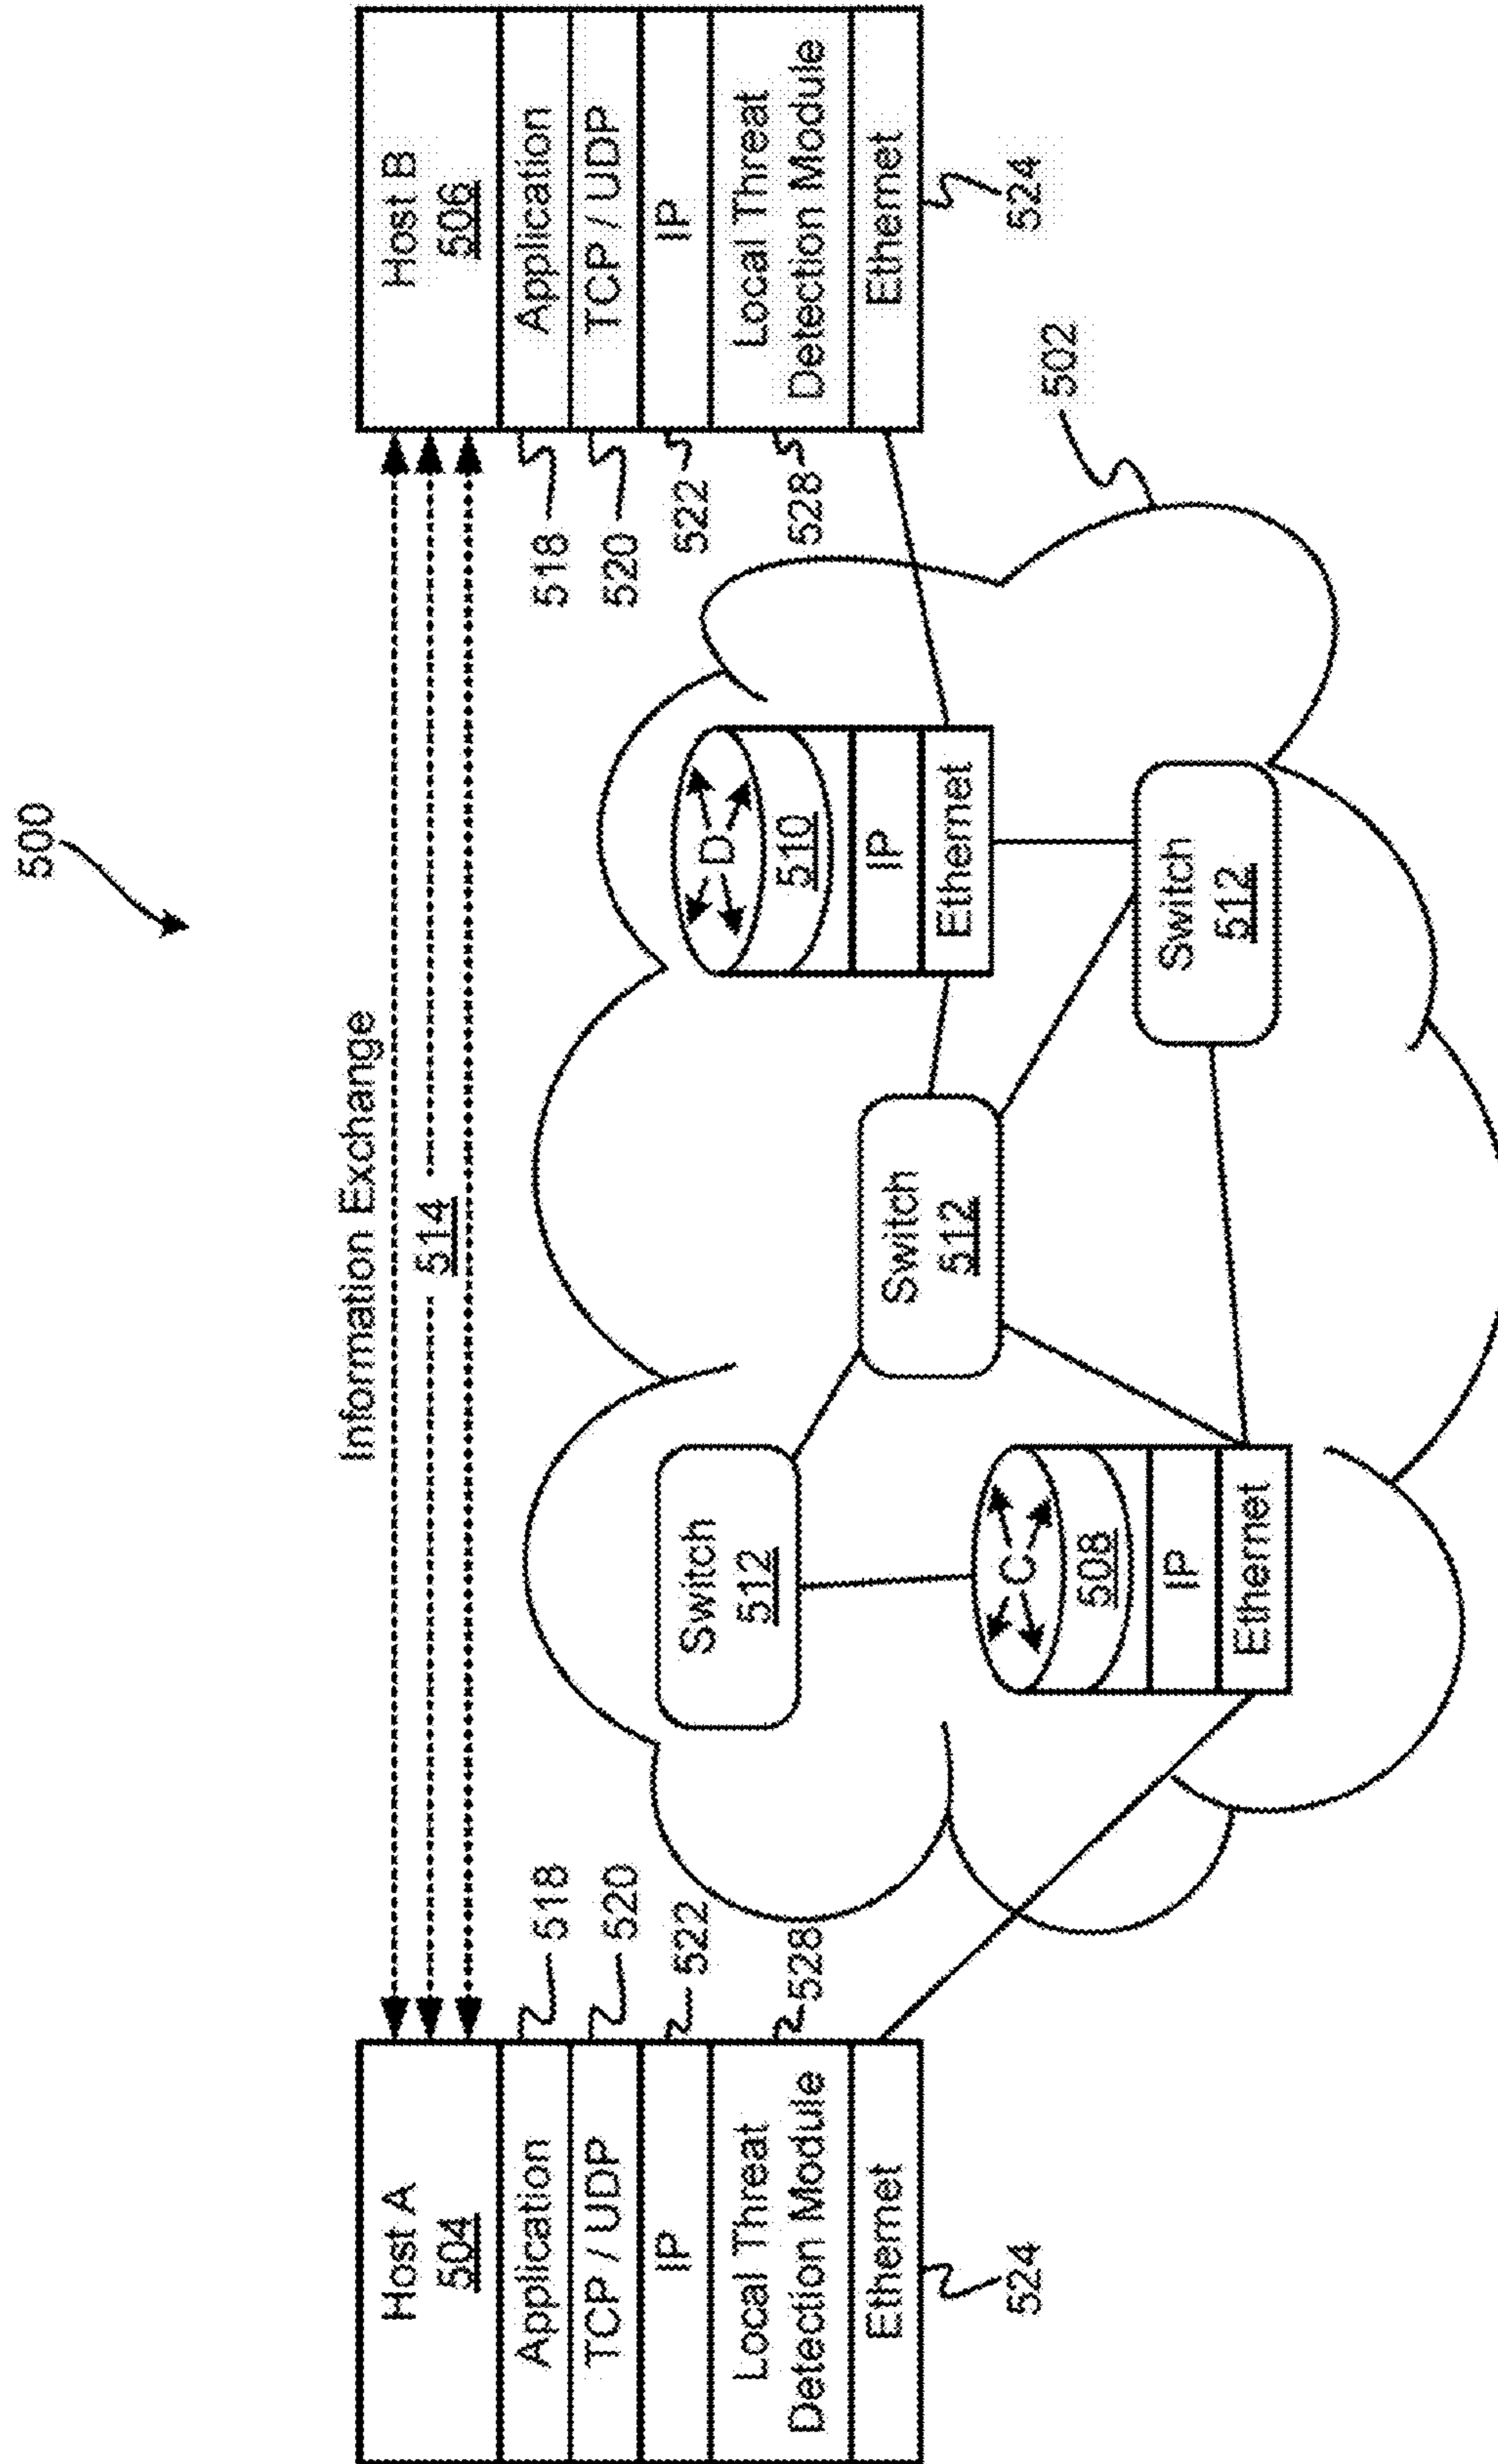 500
Information Exchange
514
Host A
504
Application
TCP / UDP
IP
Local Threat
Detection Module
Ethernet
518
520
522
528
524
Host B
506
Application
TCP / UDP
IP
Local Threat
Detection Module
Ethernet
518
520
522
528
524
502
Switch
512
C
508
IP
Ethernet
Switch
512
D
510
IP
Ethernet
Switch
512